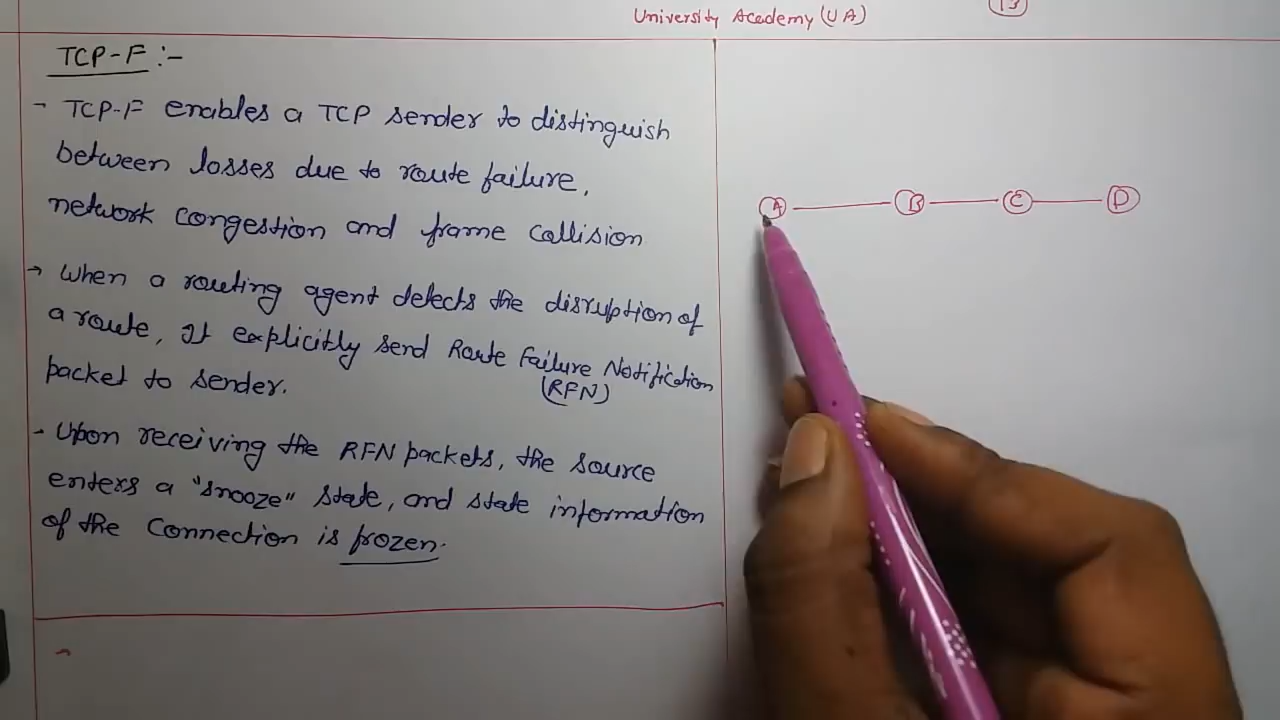 University Academy (UA)
13
TCP-F :-
- TCP-F enables a TCP sender to distinguish
between losses due to route failure,
network congestion and frame collision
→ When a routing agent detects the disruption of
a route, It explicitly send Route Failure Notification
(RFN)
packet to sender.
- Upon receiving the RFN packets, the source
enters a "snooze" state, and state information
of the connection is frozen.
A B C D